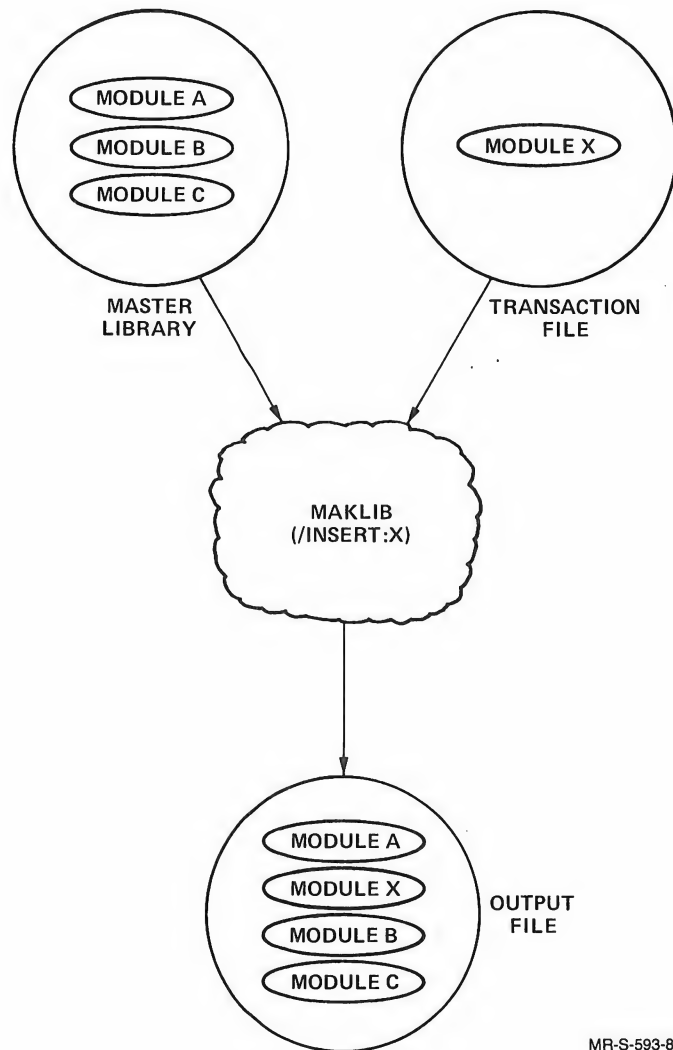 MODULE A
MODULE B
MODULE C
MASTER
LIBRARY
MODULE X
TRANSACTION
FILE
MAKLIB
(/INSERT:X)
MODULE A
MODULE X
MODULE B
MODULE C
OUTPUT
FILE
MR-S-593-8